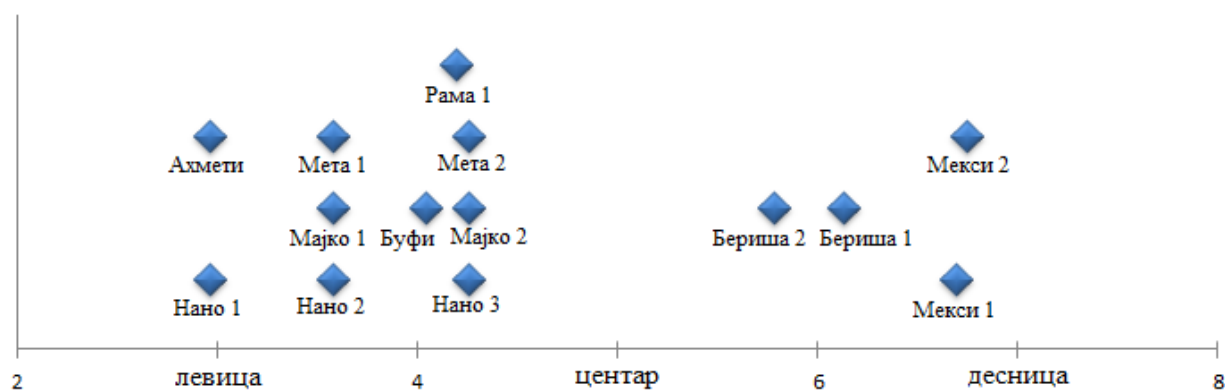 Рама 1
Ахмети Мета 1 Мета 2 Мекси 2
Мајко 1 Буфи Мајко 2 Бериша 2 Бериша 1
Нано 1 Нано 2 Нано 3 Мекси 1
2 левица 4 центар 6 десница 8